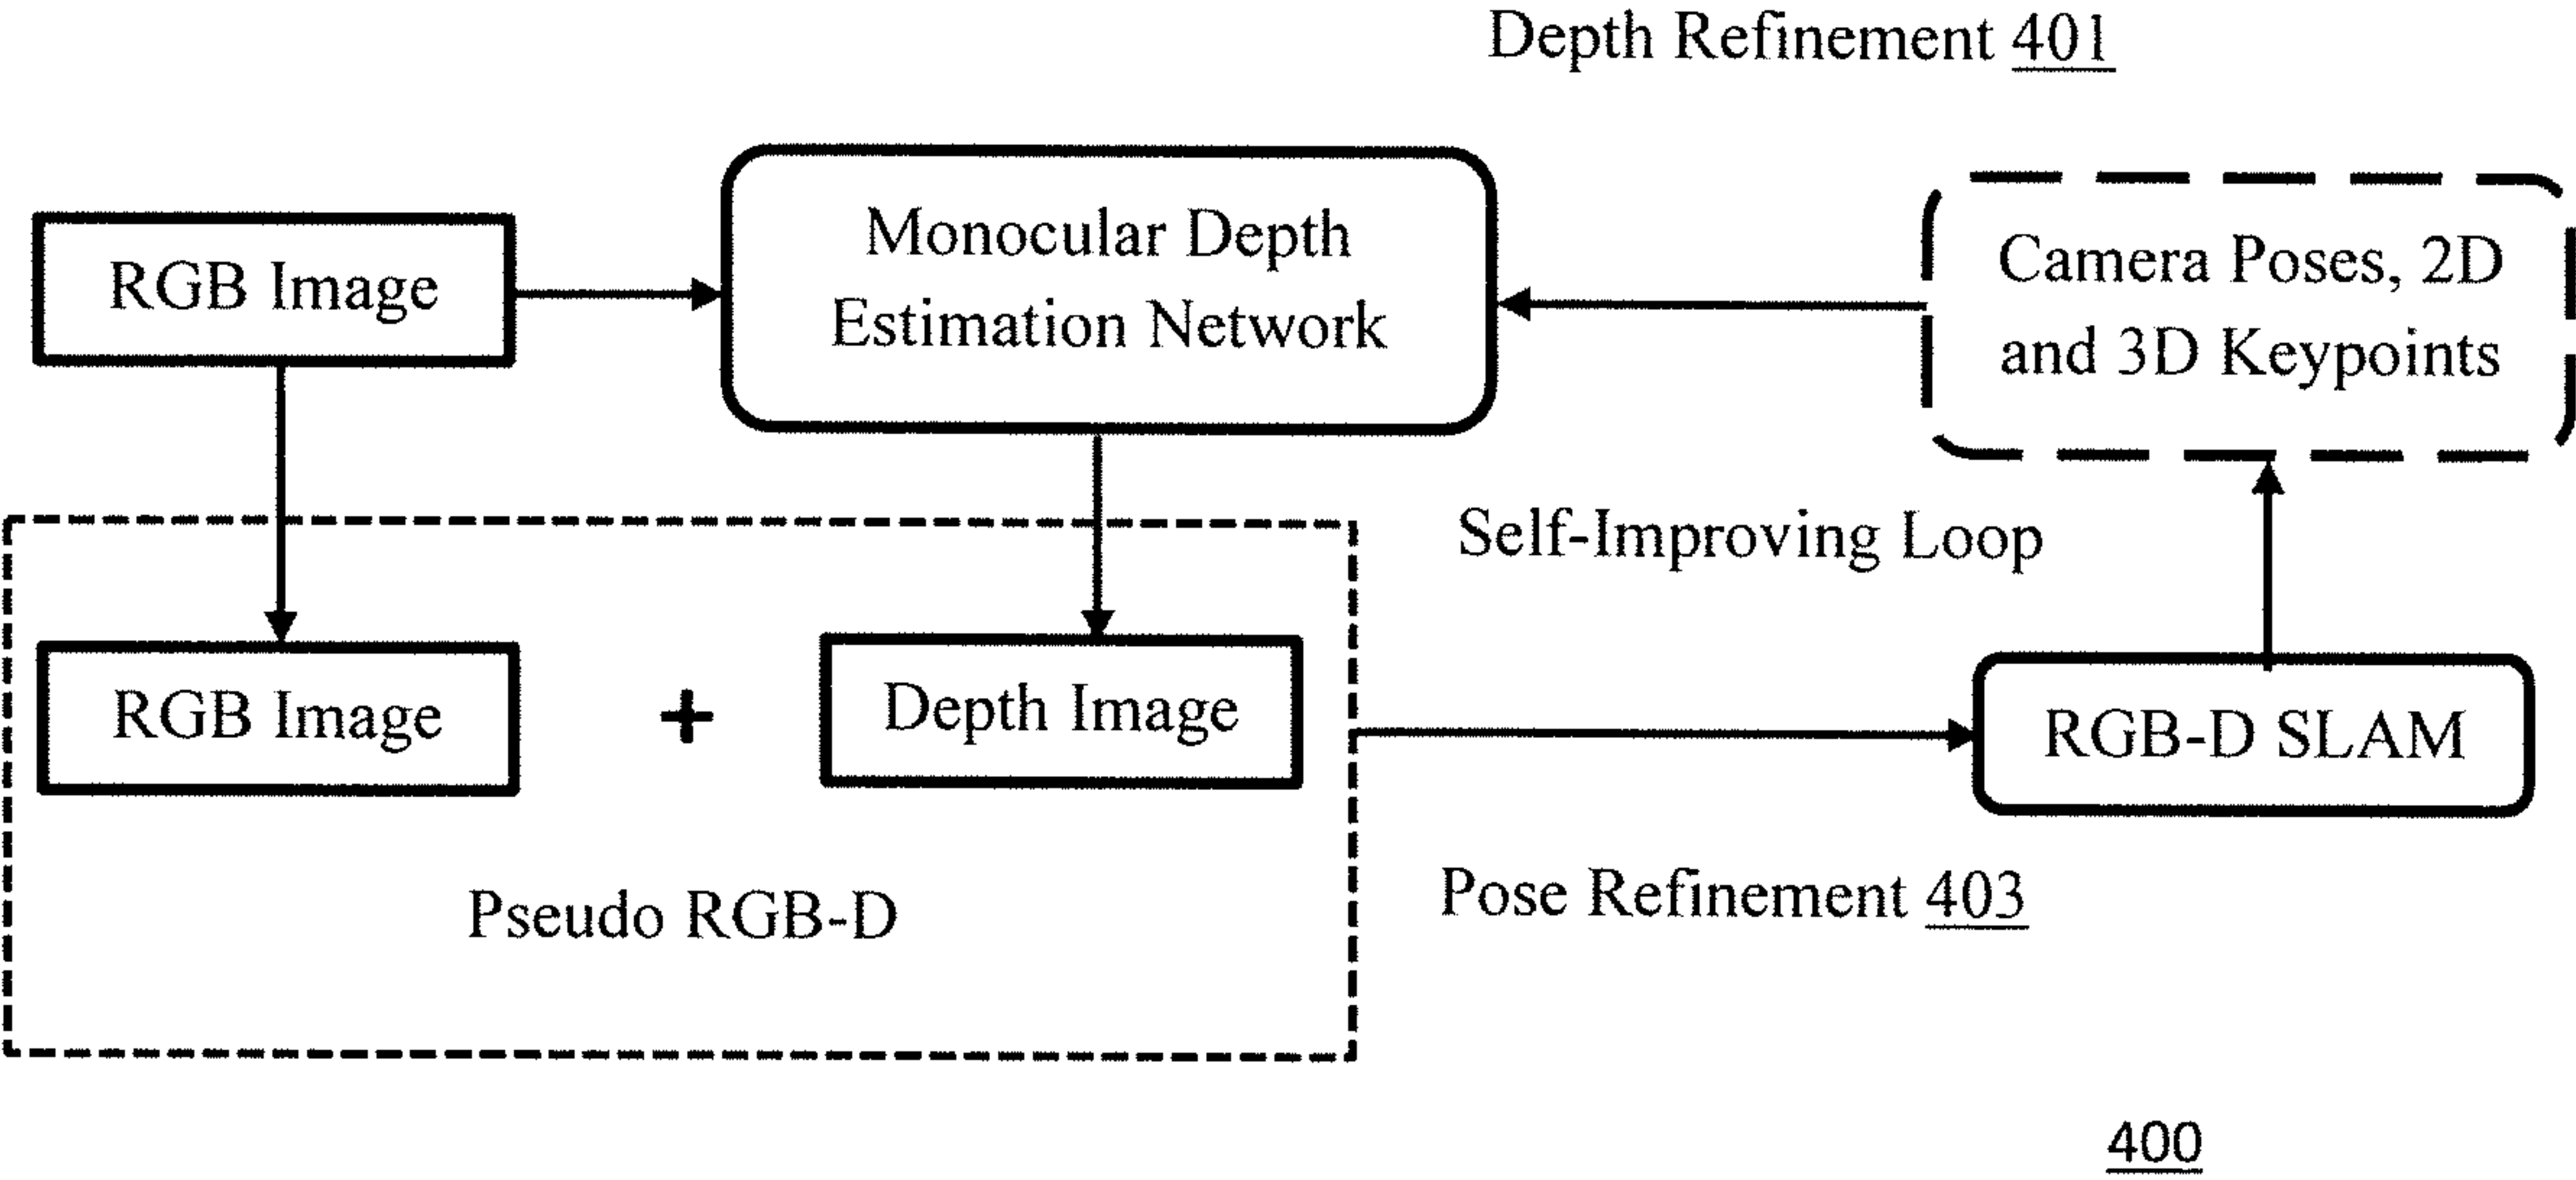 Depth Refinement 401
RGB Image
Monocular Depth
Estimation Network
Camera Poses, 2D
and 3D Keypoints
Self-Improving Loop
RGB Image
+
Depth Image
RGB-D SLAM
Pseudo RGB-D
Pose Refinement 403
400